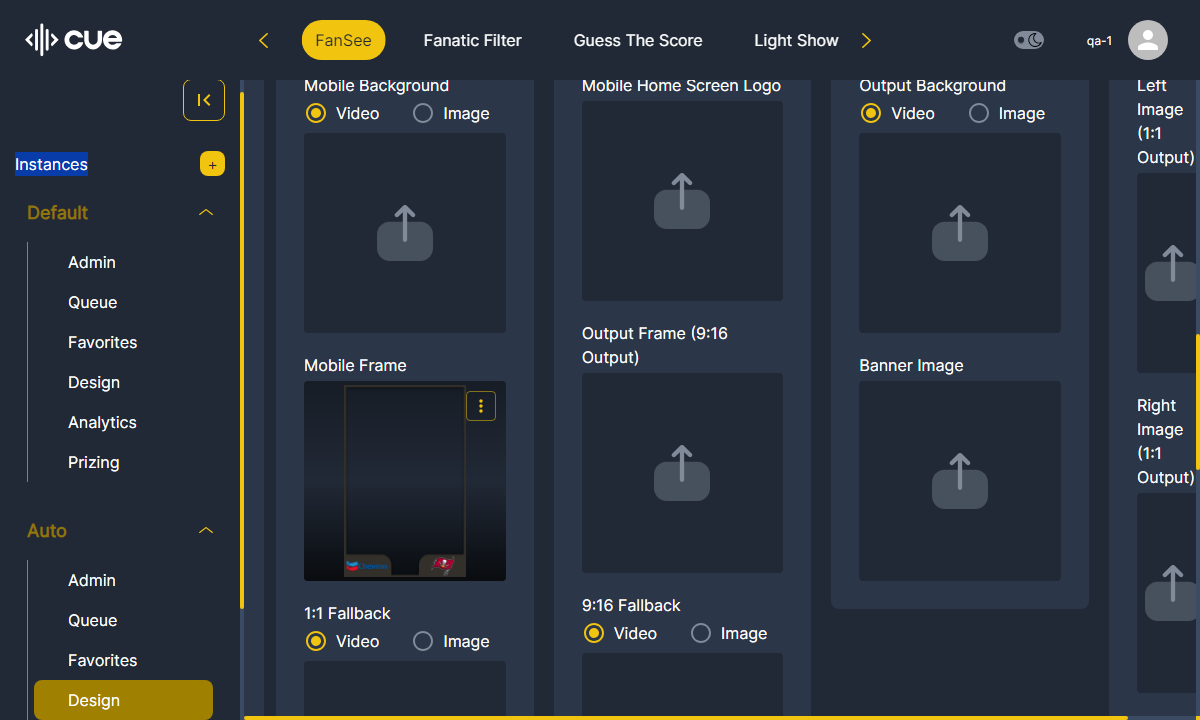 cue
FanSee
Fanatic Filter
Guess The Score
Light Show
qa-1
Instances
+
Default
Admin
Queue
Favorites
Design
Analytics
Prizing
Auto
Admin
Queue
Favorites
Design
Mobile Background
Video
Image
Mobile Frame
1:1 Fallback
Video
Image
Mobile Home Screen Logo
Output Frame (9:16
Output)
9:16 Fallback
Video
Image
Output Background
Video
Image
Banner Image
Left
Image
(1:1
Output)
Right
Image
(1:1
Output)